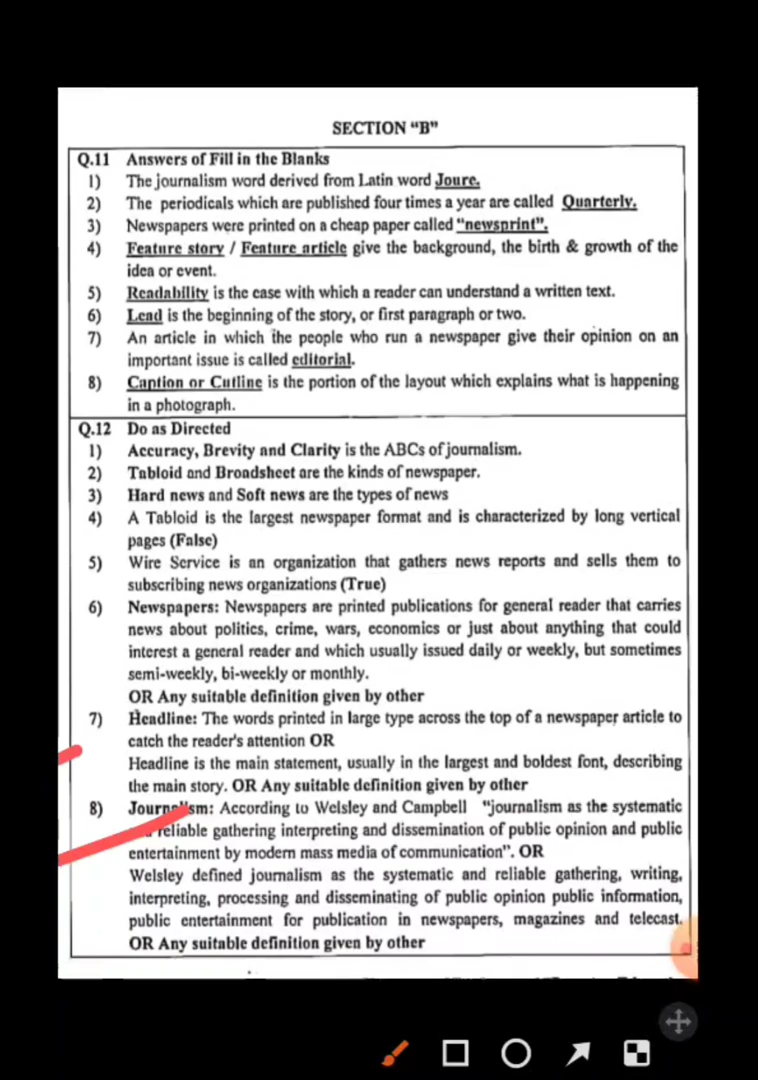 SECTION “B”
Q.11 Answers of Fill in the Blanks
1) The journalism word derived from Latin word Joure.
2) The periodicals which are published four times a year are called Quarterly.
3) Newspapers were printed on a cheap paper called “newsprint”.
4) Feature story / Feature article give the background, the birth & growth of the
idea or event.
5) Readability is the ease with which a reader can understand a written text.
6) Lead is the beginning of the story, or first paragraph or two.
7) An article in which the people who run a newspaper give their opinion on an
important issue is called editorial.
8) Caption or Cutline is the portion of the layout which explains what is happening
in a photograph.
Q.12 Do as Directed
1) Accuracy, Brevity and Clarity is the ABCs of journalism.
2) Tabloid and Broadsheet are the kinds of newspaper.
3) Hard news and Soft news are the types of news
4) A Tabloid is the largest newspaper format and is characterized by long vertical
pages (False)
5) Wire Service is an organization that gathers news reports and sells them to
subscribing news organizations (True)
6) Newspapers: Newspapers are printed publications for general reader that carries
news about politics, crime, wars, economics or just about anything that could
interest a general reader and which usually issued daily or weekly, but sometimes
semi-weekly, bi-weekly or monthly.
OR Any suitable definition given by other
7) Headline: The words printed in large type across the top of a newspaper article to
catch the reader's attention OR
Headline is the main statement, usually in the largest and boldest font, describing
the main story. OR Any suitable definition given by other
8) Journalism: According to Welsley and Campbell “journalism as the systematic
reliable gathering interpreting and dissemination of public opinion and public
entertainment by modern mass media of communication”. OR
Welsley defined journalism as the systematic and reliable gathering, writing,
interpreting, processing and disseminating of public opinion public information,
public entertainment for publication in newspapers, magazines and telecast.
OR Any suitable definition given by other